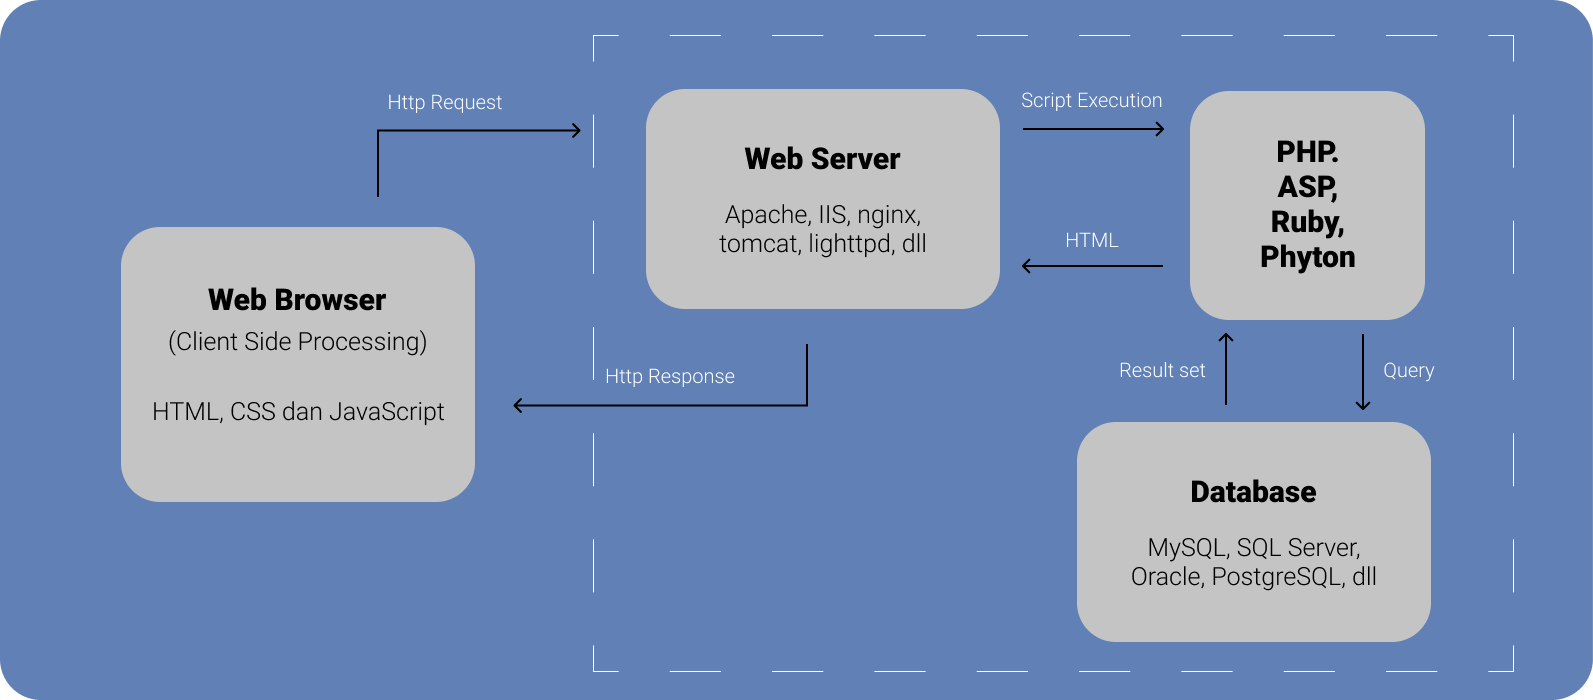 Http Request
Web Browser
(Client Side Processing)
HTML, CSS dan JavaScript
Http Response
Web Server
Apache, IIS, nginx,
tomcat, lighttpd, dll
Script Execution
HTML
PHP.
ASP,
Ruby,
Phyton
Result set
Query
Database
MySQL, SQL Server,
Oracle, PostgreSQL, dll